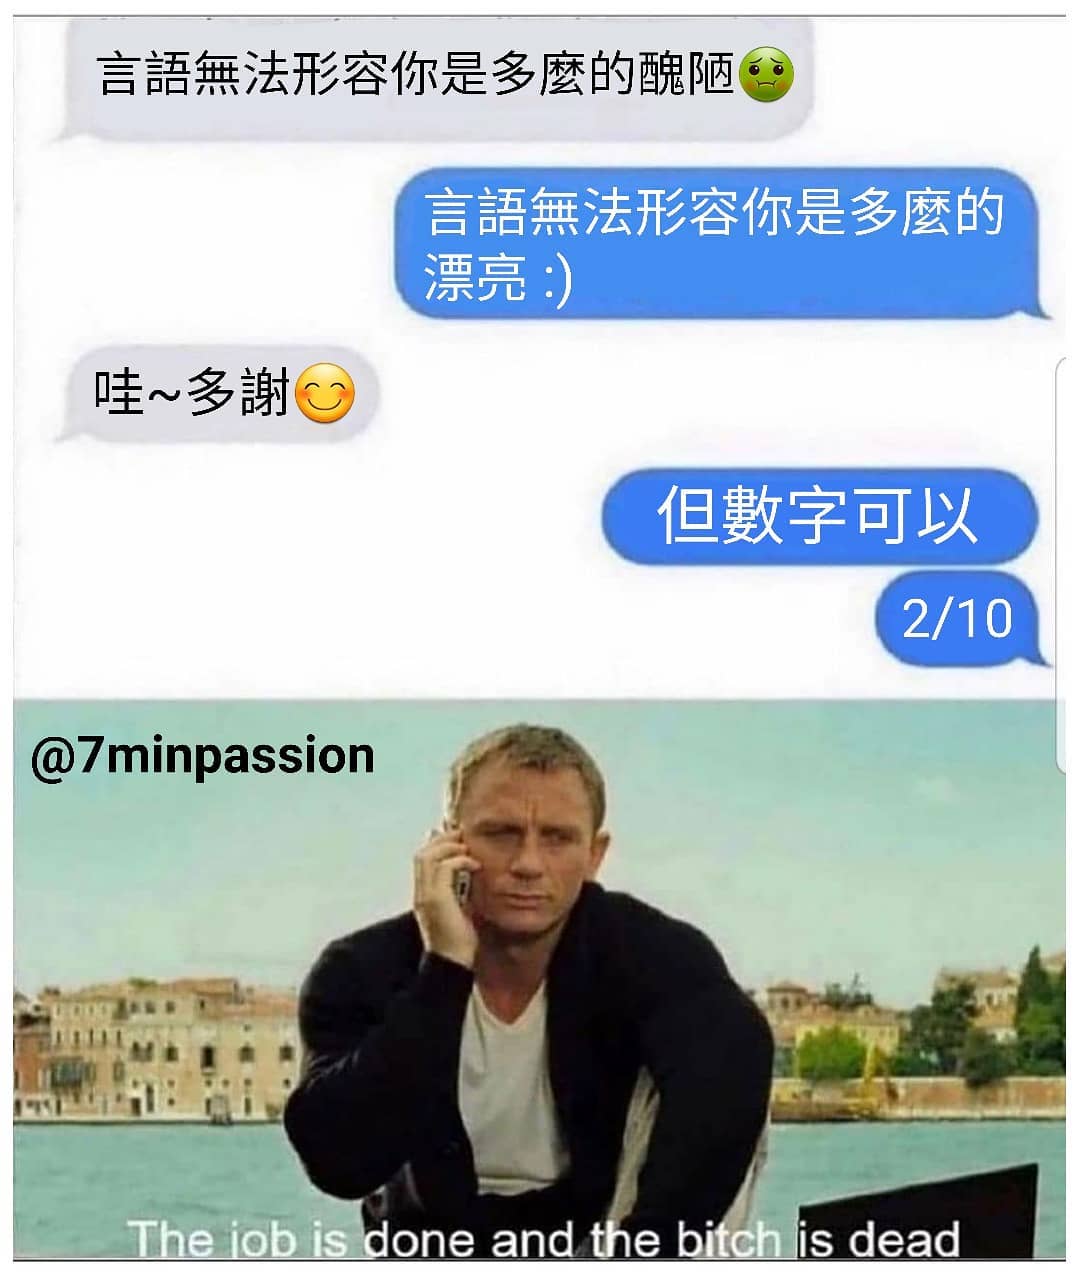 言語無法形容你是多麼的醜陋🤢
言語無法形容你是多麼的
漂亮 :)
哇~多謝😊
但數字可以
2/10
@7minpassion
The job is done and the bitch is dead